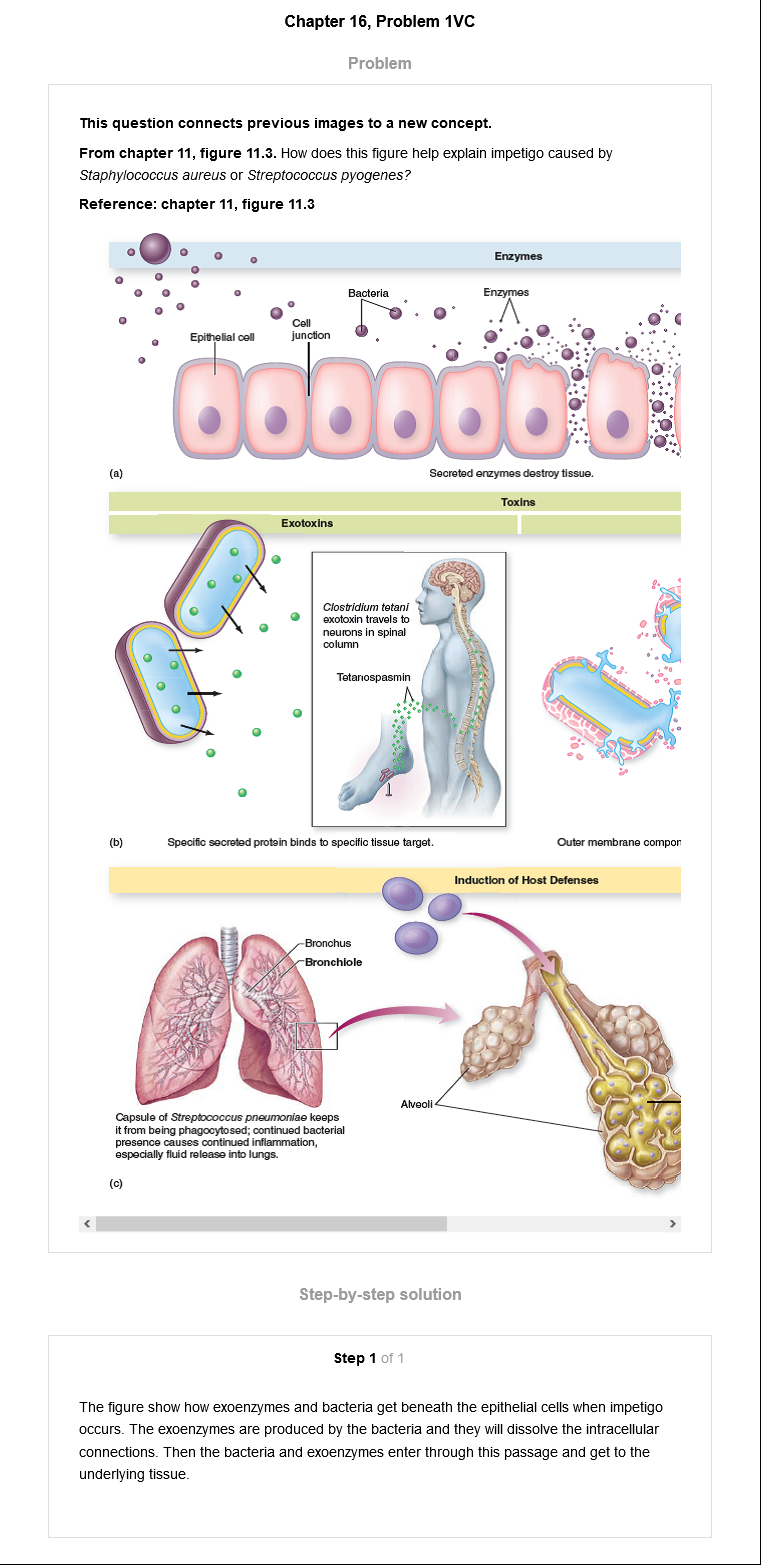 Chapter 16, Problem 1VC
Problem
This question connects previous images to a new concept.
From chapter 11, figure 11.3. How does this figure help explain impetigo caused by
Staphylococcus aureus or Streptococcus pyogenes?
Reference: chapter 11, figure 11.3
Enzymes
Bacteria
Enzymes
Epithelial cell
Cell
junction
(a)
Secreted enzymes destroy tissue.
Toxins
Exotoxins
Clostridium tetani
exotoxin travels to
neurons in spinal
column
Tetanospasmin
(b)
Specific secreted protein binds to specific tissue target.
Outer membrane compon
Induction of Host Defenses
Bronchus
Bronchiole
Alveoli
Capsule of Streptococcus pneumoniae keeps
it from being phagocytosed; continued bacterial
presence causes continued inflammation,
especially fluid release into lungs.
(c)
Step-by-step solution
Step 1 of 1
The figure show how exoenzymes and bacteria get beneath the epithelial cells when impetigo
occurs. The exoenzymes are produced by the bacteria and they will dissolve the intracellular
connections. Then the bacteria and exoenzymes enter through this passage and get to the
underlying tissue.